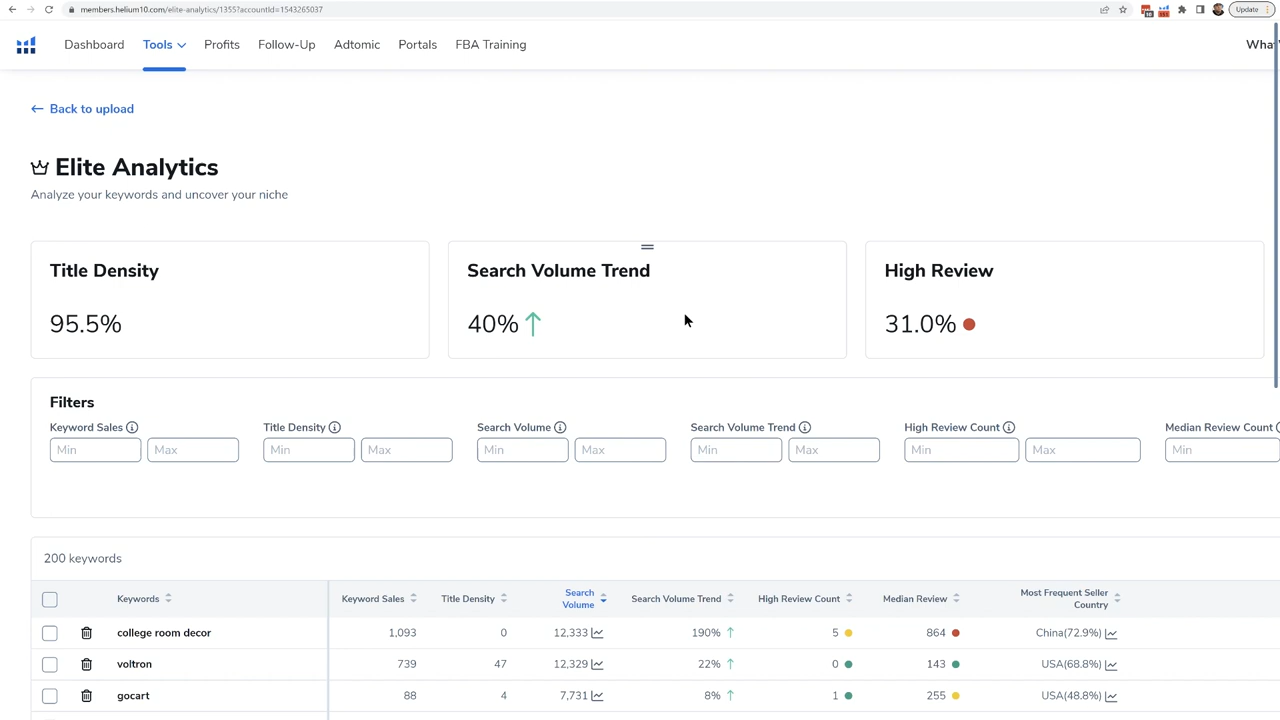 members.helium10.com/elite-analytics/1355?accountId=1543265037
Update
Dashboard Tools Profits Follow-Up Adtomic Portals FBA Training
Back to upload
Elite Analytics
Analyze your keywords and uncover your niche
Title Density
95.5%
Search Volume Trend
40%
High Review
31.0%
Filters
Keyword Sales Title Density Search Volume Search Volume Trend High Review Count Median Review Count
Min Max Min Max Min Max Min Max Min Max Min
200 keywords
Keywords Keyword Sales Title Density Search Volume Search Volume Trend High Review Count Median Review Most Frequent Seller Country
college room decor 1,093 0 12,333 190% 5 864 China(72.9%)
voltron 739 47 12,329 22% 0 143 USA(68.8%)
gocart 88 4 7,731 8% 1 255 USA(48.8%)